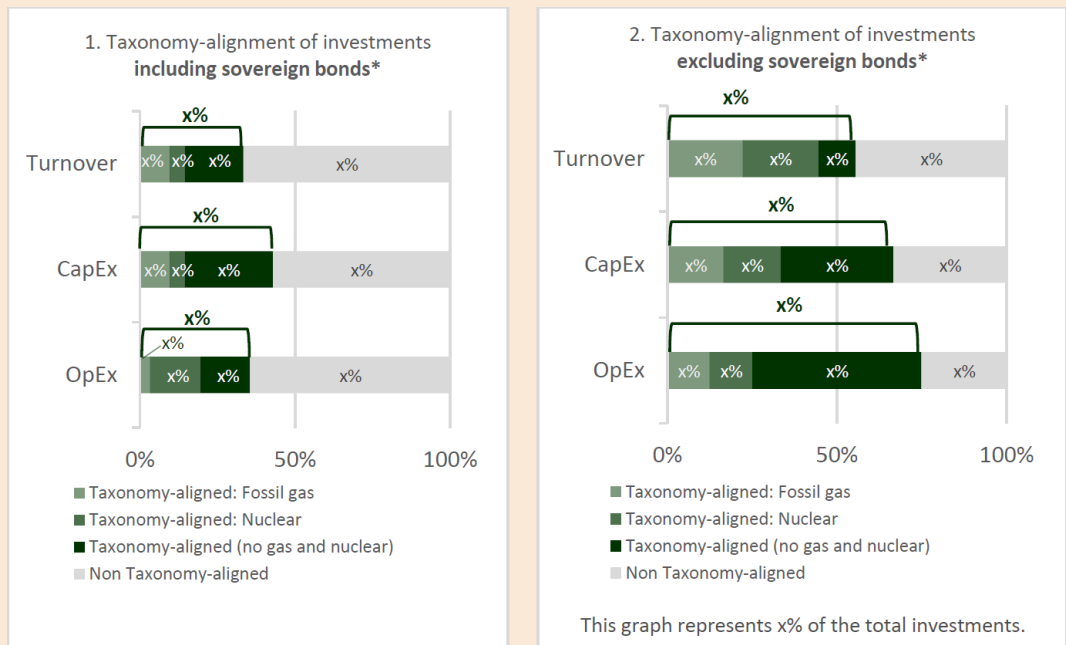 1. Taxonomy-alignment of investments
including sovereign bonds*
x%
Turnover
x% x% x% x%
x%
CapEx
x% x% x% x%
x%
x%
OpEx
x% x% x%
0% 50% 100%
Taxonomy-aligned: Fossil gas
Taxonomy-aligned: Nuclear
Taxonomy-aligned (no gas and nuclear)
Non Taxonomy-aligned
2. Taxonomy-alignment of investments
excluding sovereign bonds*
x%
Turnover
x% x% x% x%
x%
CapEx
x% x% x% x%
x%
OpEx
x% x% x% x%
0% 50% 100%
Taxonomy-aligned: Fossil gas
Taxonomy-aligned: Nuclear
Taxonomy-aligned (no gas and nuclear)
Non Taxonomy-aligned
This graph represents x% of the total investments.